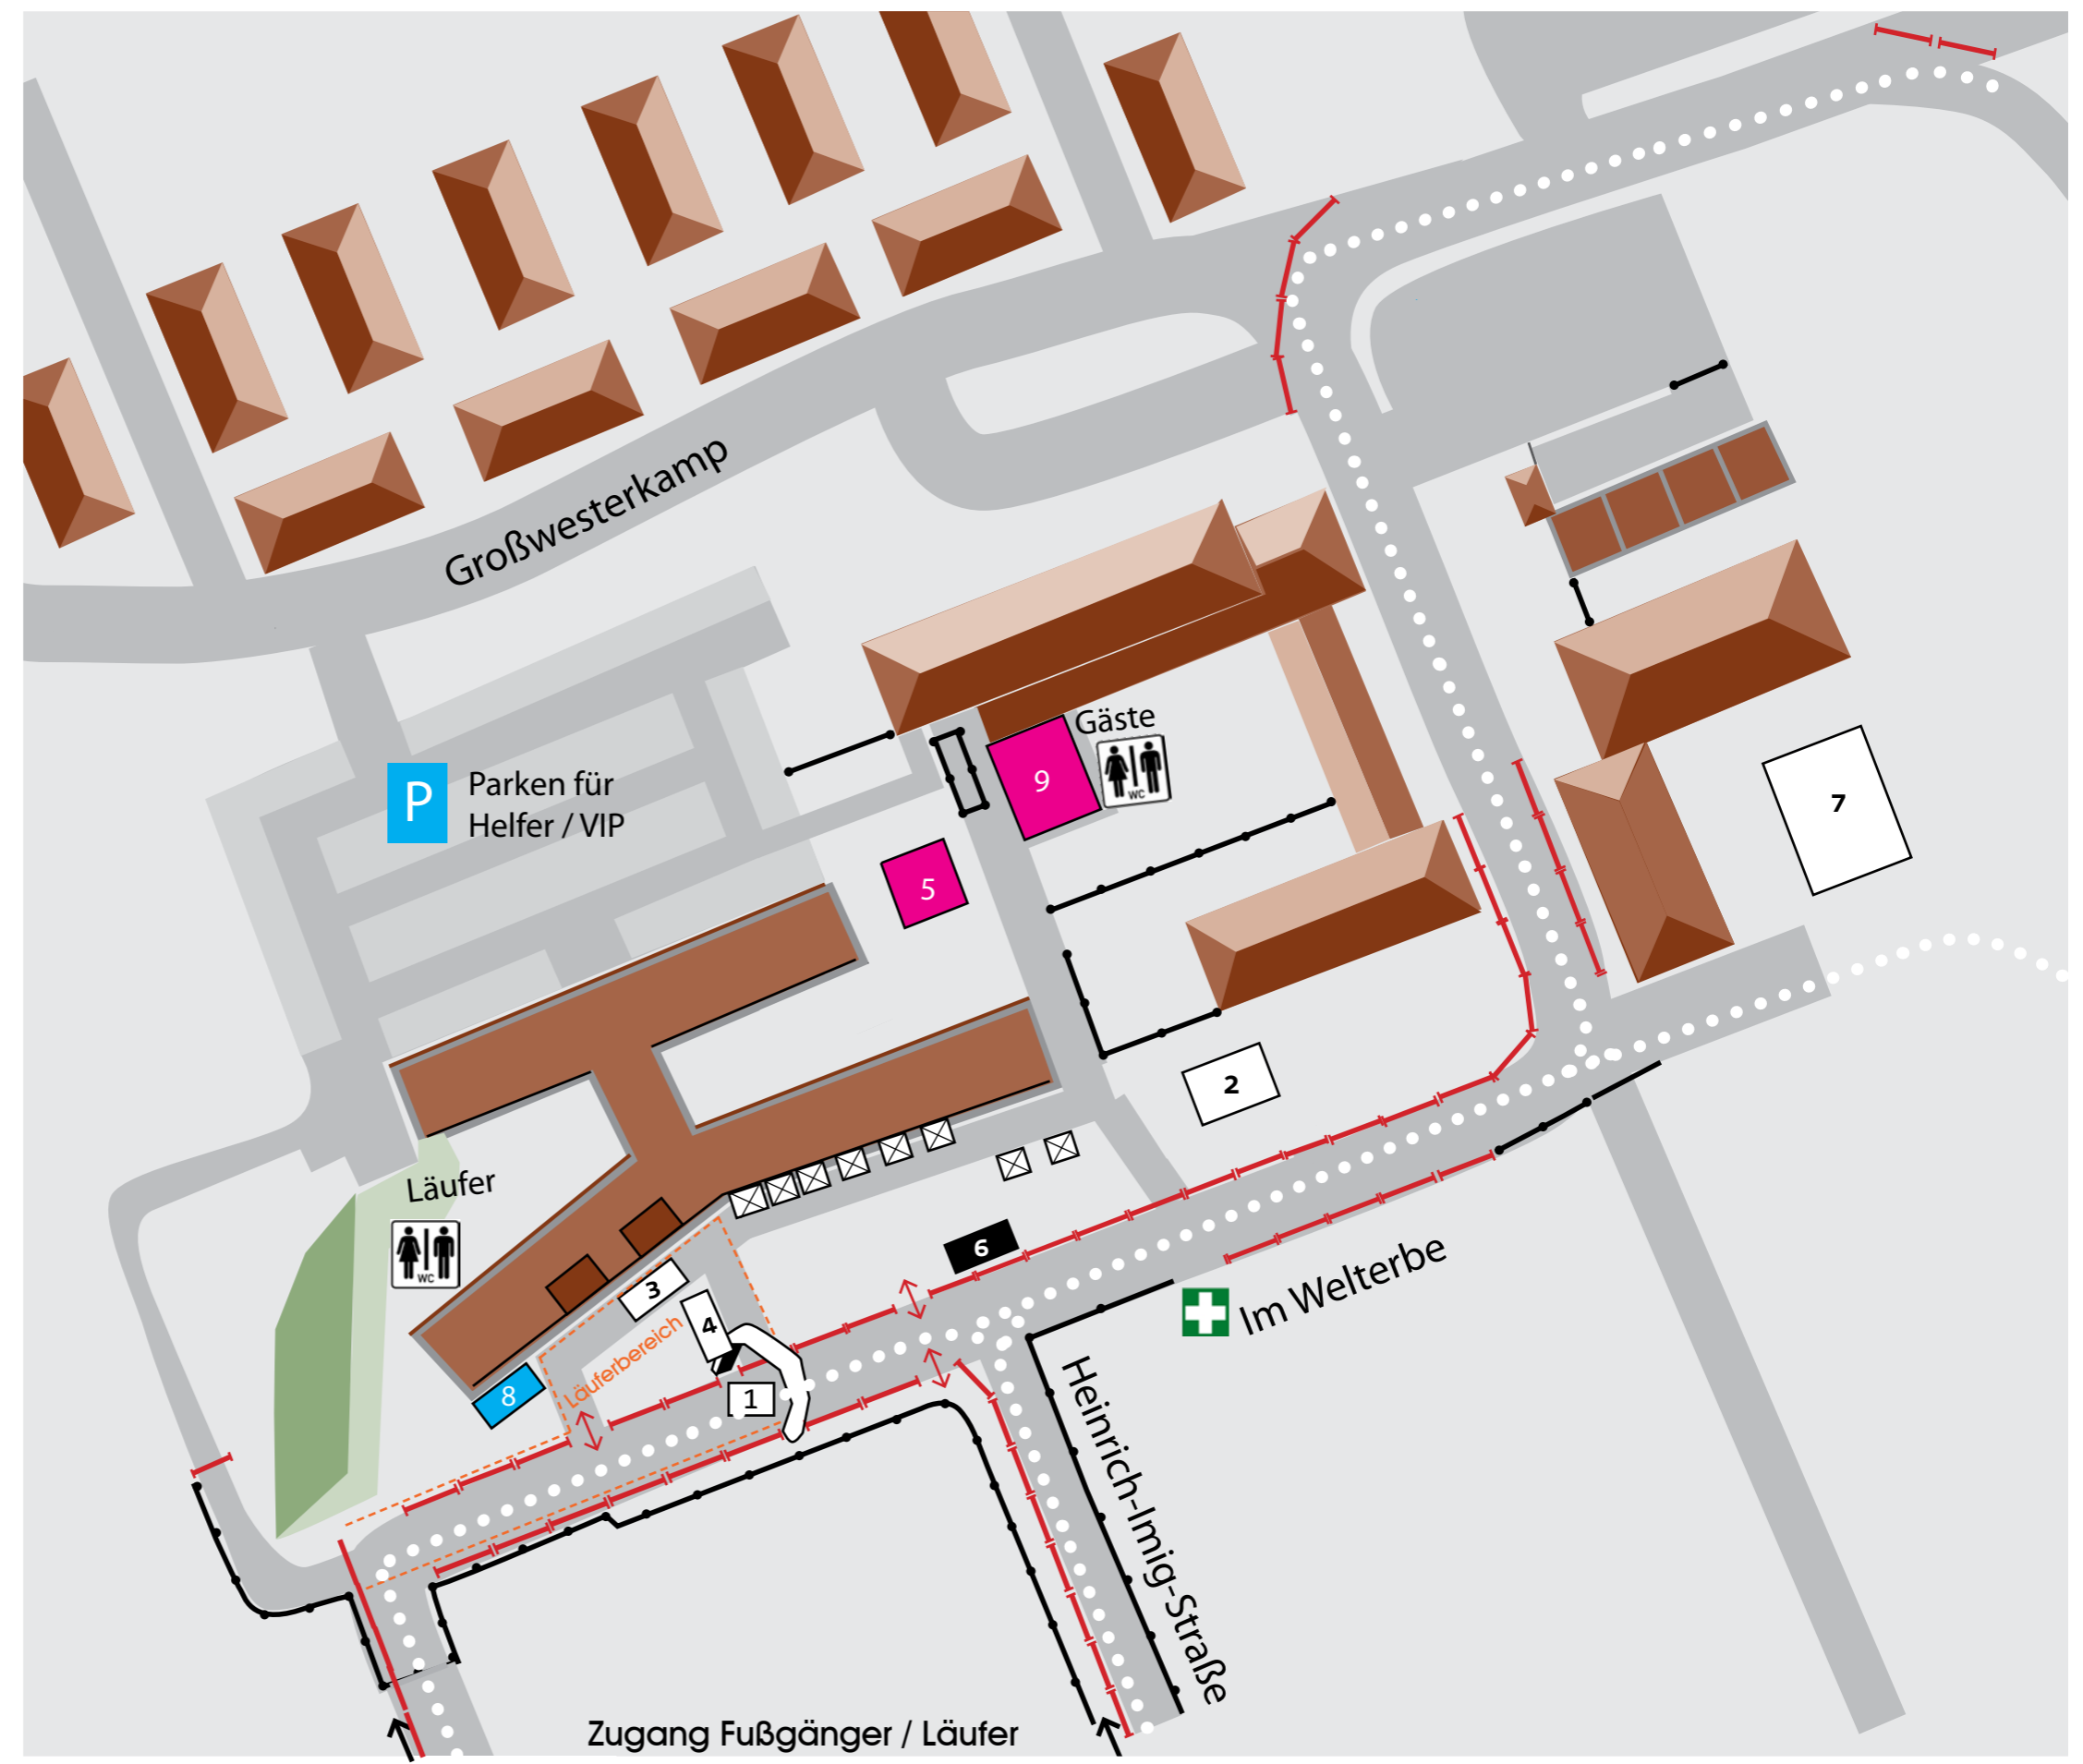 Großwesterkamp
Gäste
WC
9
P
Parken für
Helfer / VIP
7
5
2
Läufer
WC
6
3
4
Im Welterbe
Läuferbereich
8
1
Heinrich-Imig-Straße
Zugang Fußgänger / Läufer